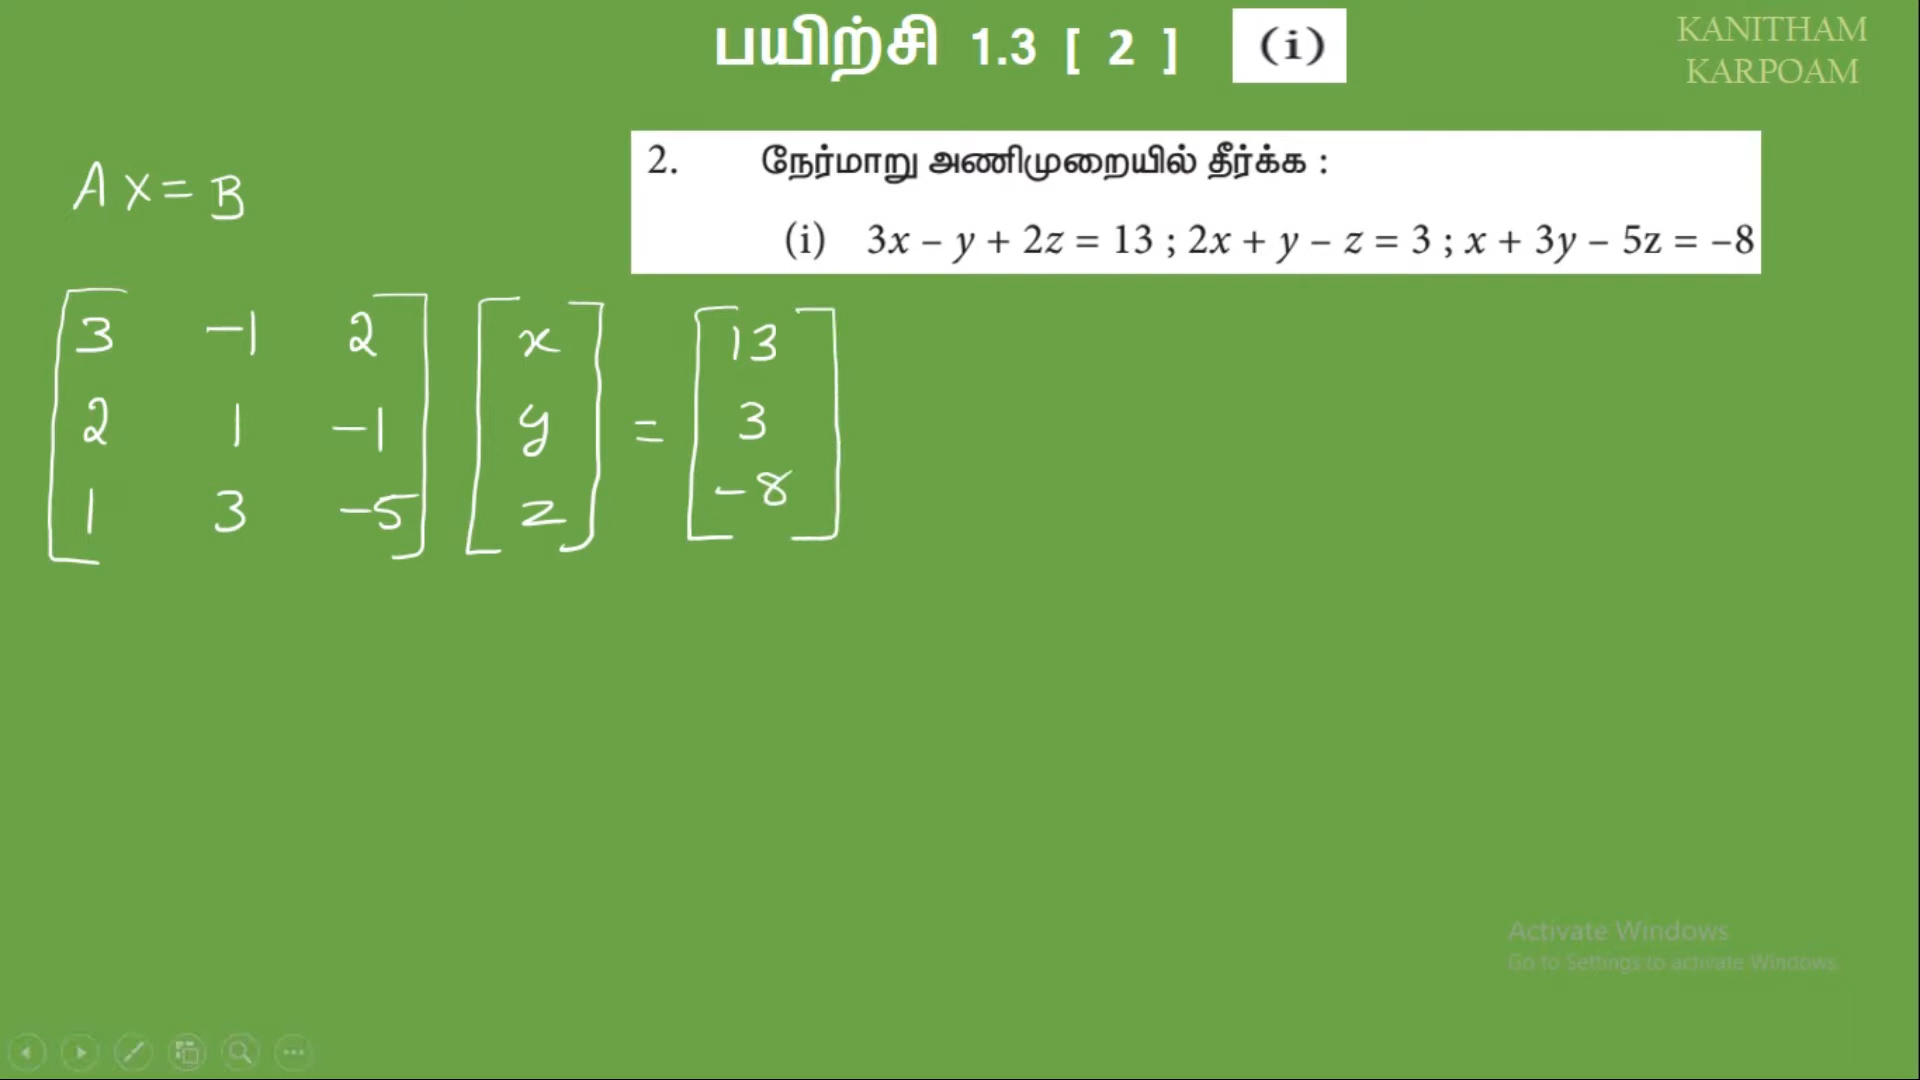 பயிற்சி 1.3 [ 2 ] (i)
KANITHAM
KARPOAM
2. நேர்மாறு அணிமுறையில் தீர்க்க :
(i) 3x – y + 2z = 13 ; 2x + y – z = 3 ; x + 3y – 5z = –8
AX = B
[3 -1 2] [x] [13]
[2 1 -1] [y] = [3]
[1 3 -5] [z] [-8]
Activate Windows
Go to Settings to activate Windows.